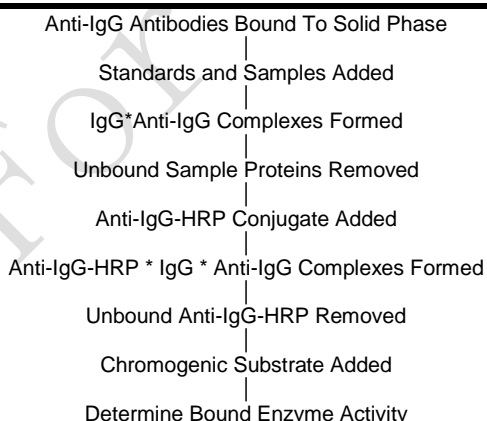 Anti-IgG Antibodies Bound To Solid Phase
Standards and Samples Added
IgG*Anti-IgG Complexes Formed
Unbound Sample Proteins Removed
Anti-IgG-HRP Conjugate Added
Anti-IgG-HRP * IgG * Anti-IgG Complexes Formed
Unbound Anti-IgG-HRP Removed
Chromogenic Substrate Added
Determine Bound Enzyme Activity
For